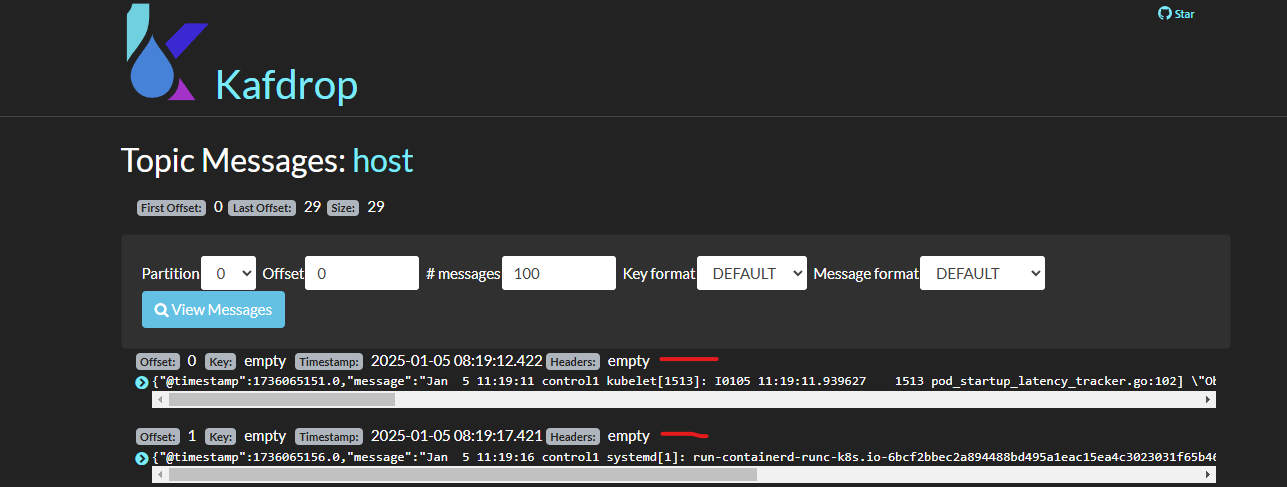 Star
Kafdrop
Topic Messages: host
First Offset: 0 Last Offset: 29 Size: 29
Partition 0 Offset 0 # messages 100 Key format DEFAULT Message format DEFAULT
View Messages
Offset: 0 Key: empty Timestamp: 2025-01-05 08:19:12.422 Headers: empty
{"@timestamp":1736065151.0,"message":"Jan  5 11:19:11 control1 kubelet[1513]: I0105 11:19:11.939627    1513 pod_startup_latency_tracker.go:102] \"Ob
Offset: 1 Key: empty Timestamp: 2025-01-05 08:19:17.421 Headers: empty
{"@timestamp":1736065156.0,"message":"Jan  5 11:19:16 control1 systemd[1]: run-containerd-runc-k8s.io-6bcf2bbec2a894488bd495a1eac15ea4c3023031f65b46